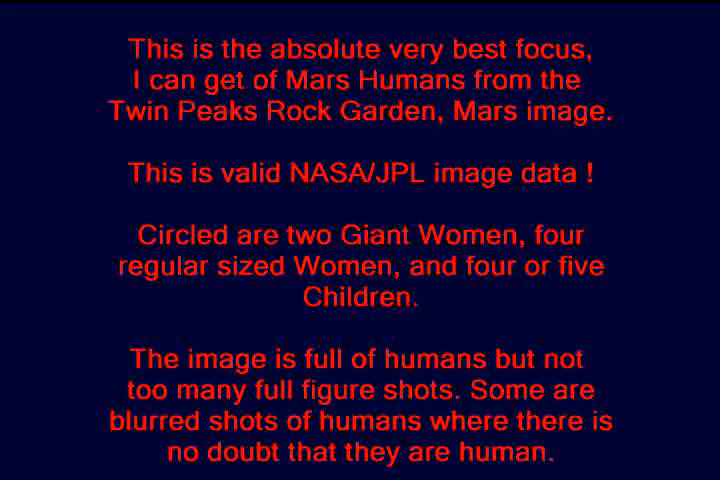 This is the absolute very best focus,
I can get of Mars Humans from the
Twin Peaks Rock Garden, Mars image.
This is valid NASA/JPL image data !
Circled are two Giant Women, four
regular sized Women, and four or five
Children.
The image is full of humans but not
too many full figure shots. Some are
blurred shots of humans where there is
no doubt that they are human.